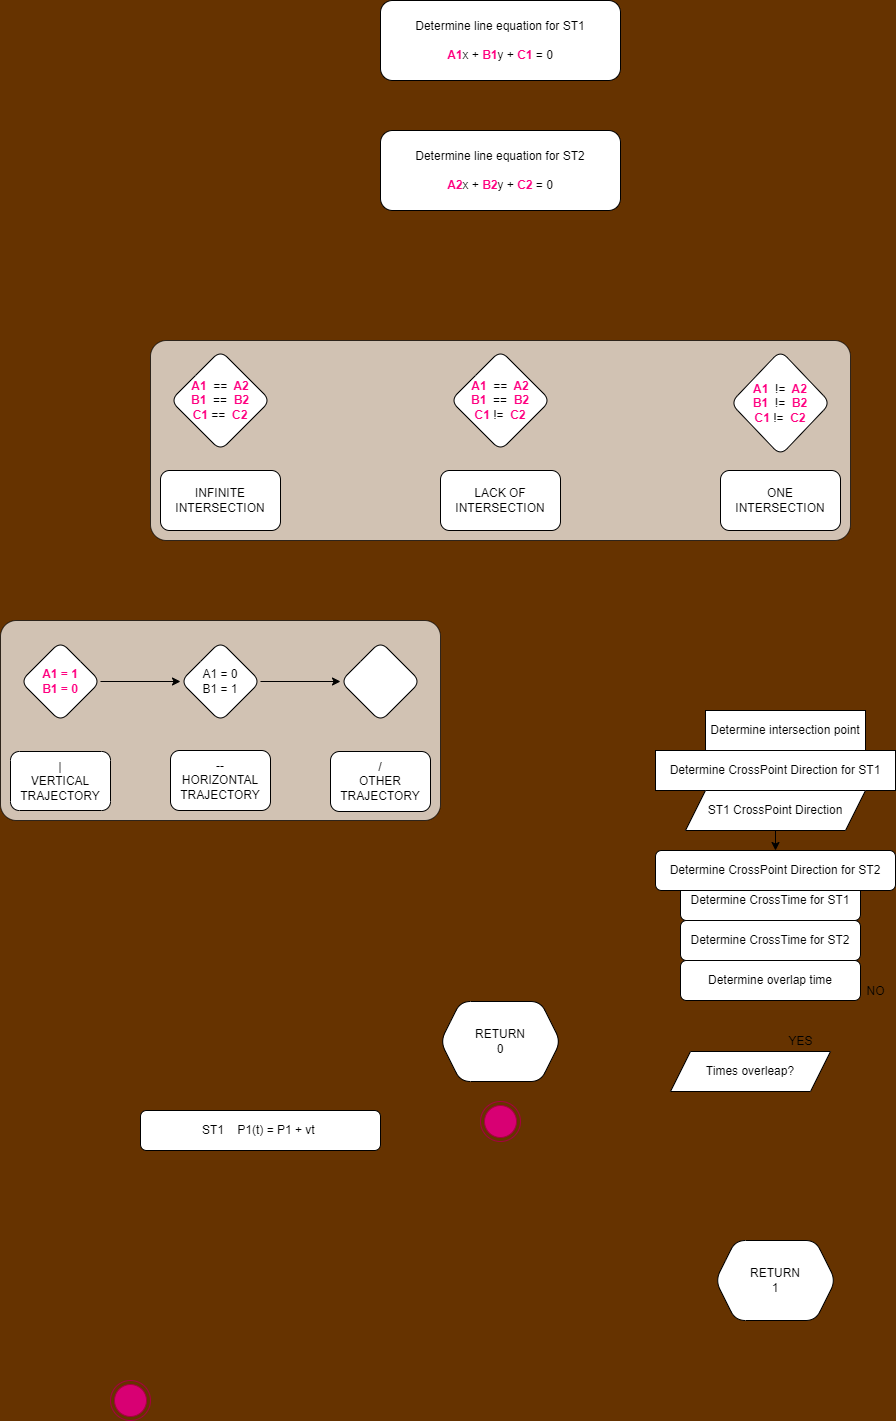 Determine line equation for ST1
A1x + B1y + C1 = 0
Determine line equation for ST2
A2x + B2y + C2 = 0
A1 == A2
B1 == B2
C1 == C2
A1 == A2
B1 == B2
C1 != C2
A1 != A2
B1 != B2
C1 != C2
INFINITE
INTERSECTION
LACK OF
INTERSECTION
ONE
INTERSECTION
A1 = 1
B1 = 0
A1 = 0
B1 = 1
|
VERTICAL
TRAJECTORY
--
HORIZONTAL
TRAJECTORY
/
OTHER
TRAJECTORY
Determine intersection point
Determine CrossPoint Direction for ST1
ST1 CrossPoint Direction
Determine CrossPoint Direction for ST2
Determine CrossTime for ST1
Determine CrossTime for ST2
Determine overlap time
NO
RETURN
0
YES
Times overleap?
ST1 P1(t) = P1 + vt
RETURN
1